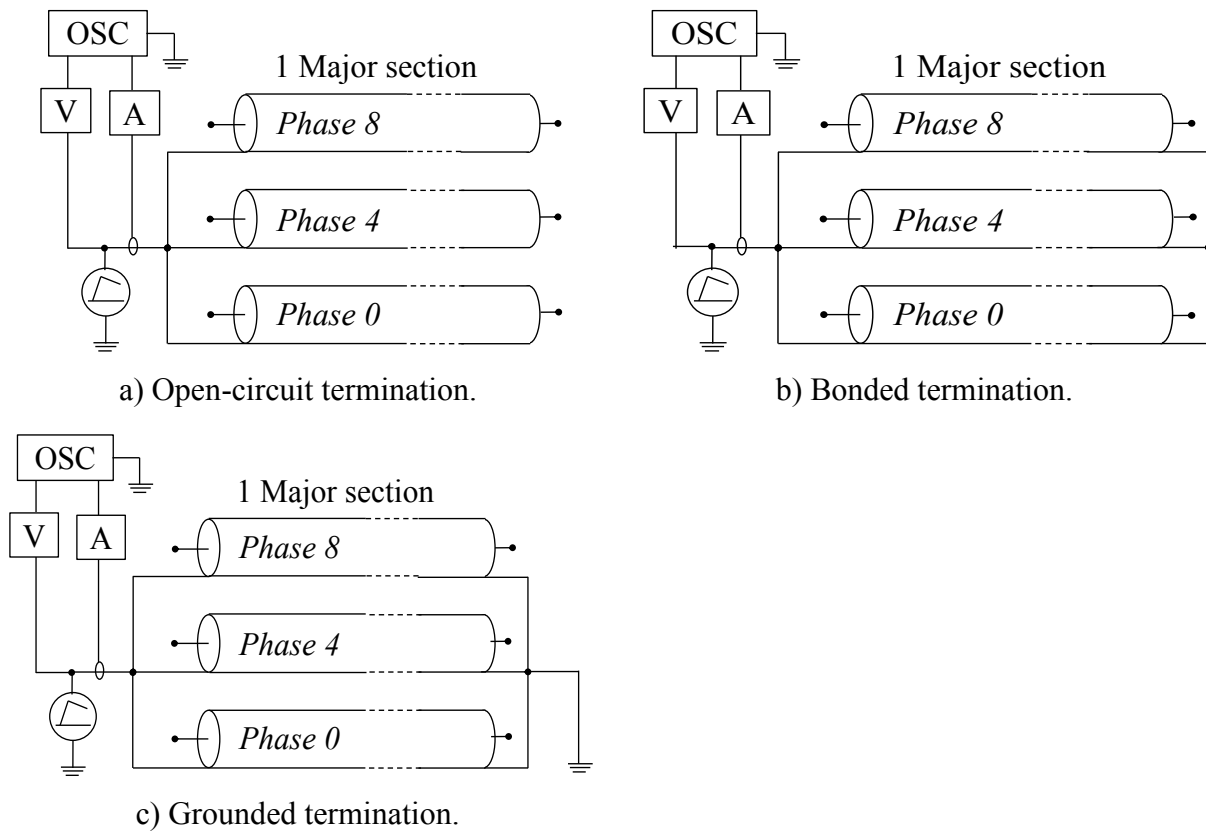 OSC
1 Major section
V
A
Phase 8
Phase 4
Phase 0
a) Open-circuit termination.
OSC
1 Major section
V
A
Phase 8
Phase 4
Phase 0
b) Bonded termination.
OSC
1 Major section
V
A
Phase 8
Phase 4
Phase 0
c) Grounded termination.